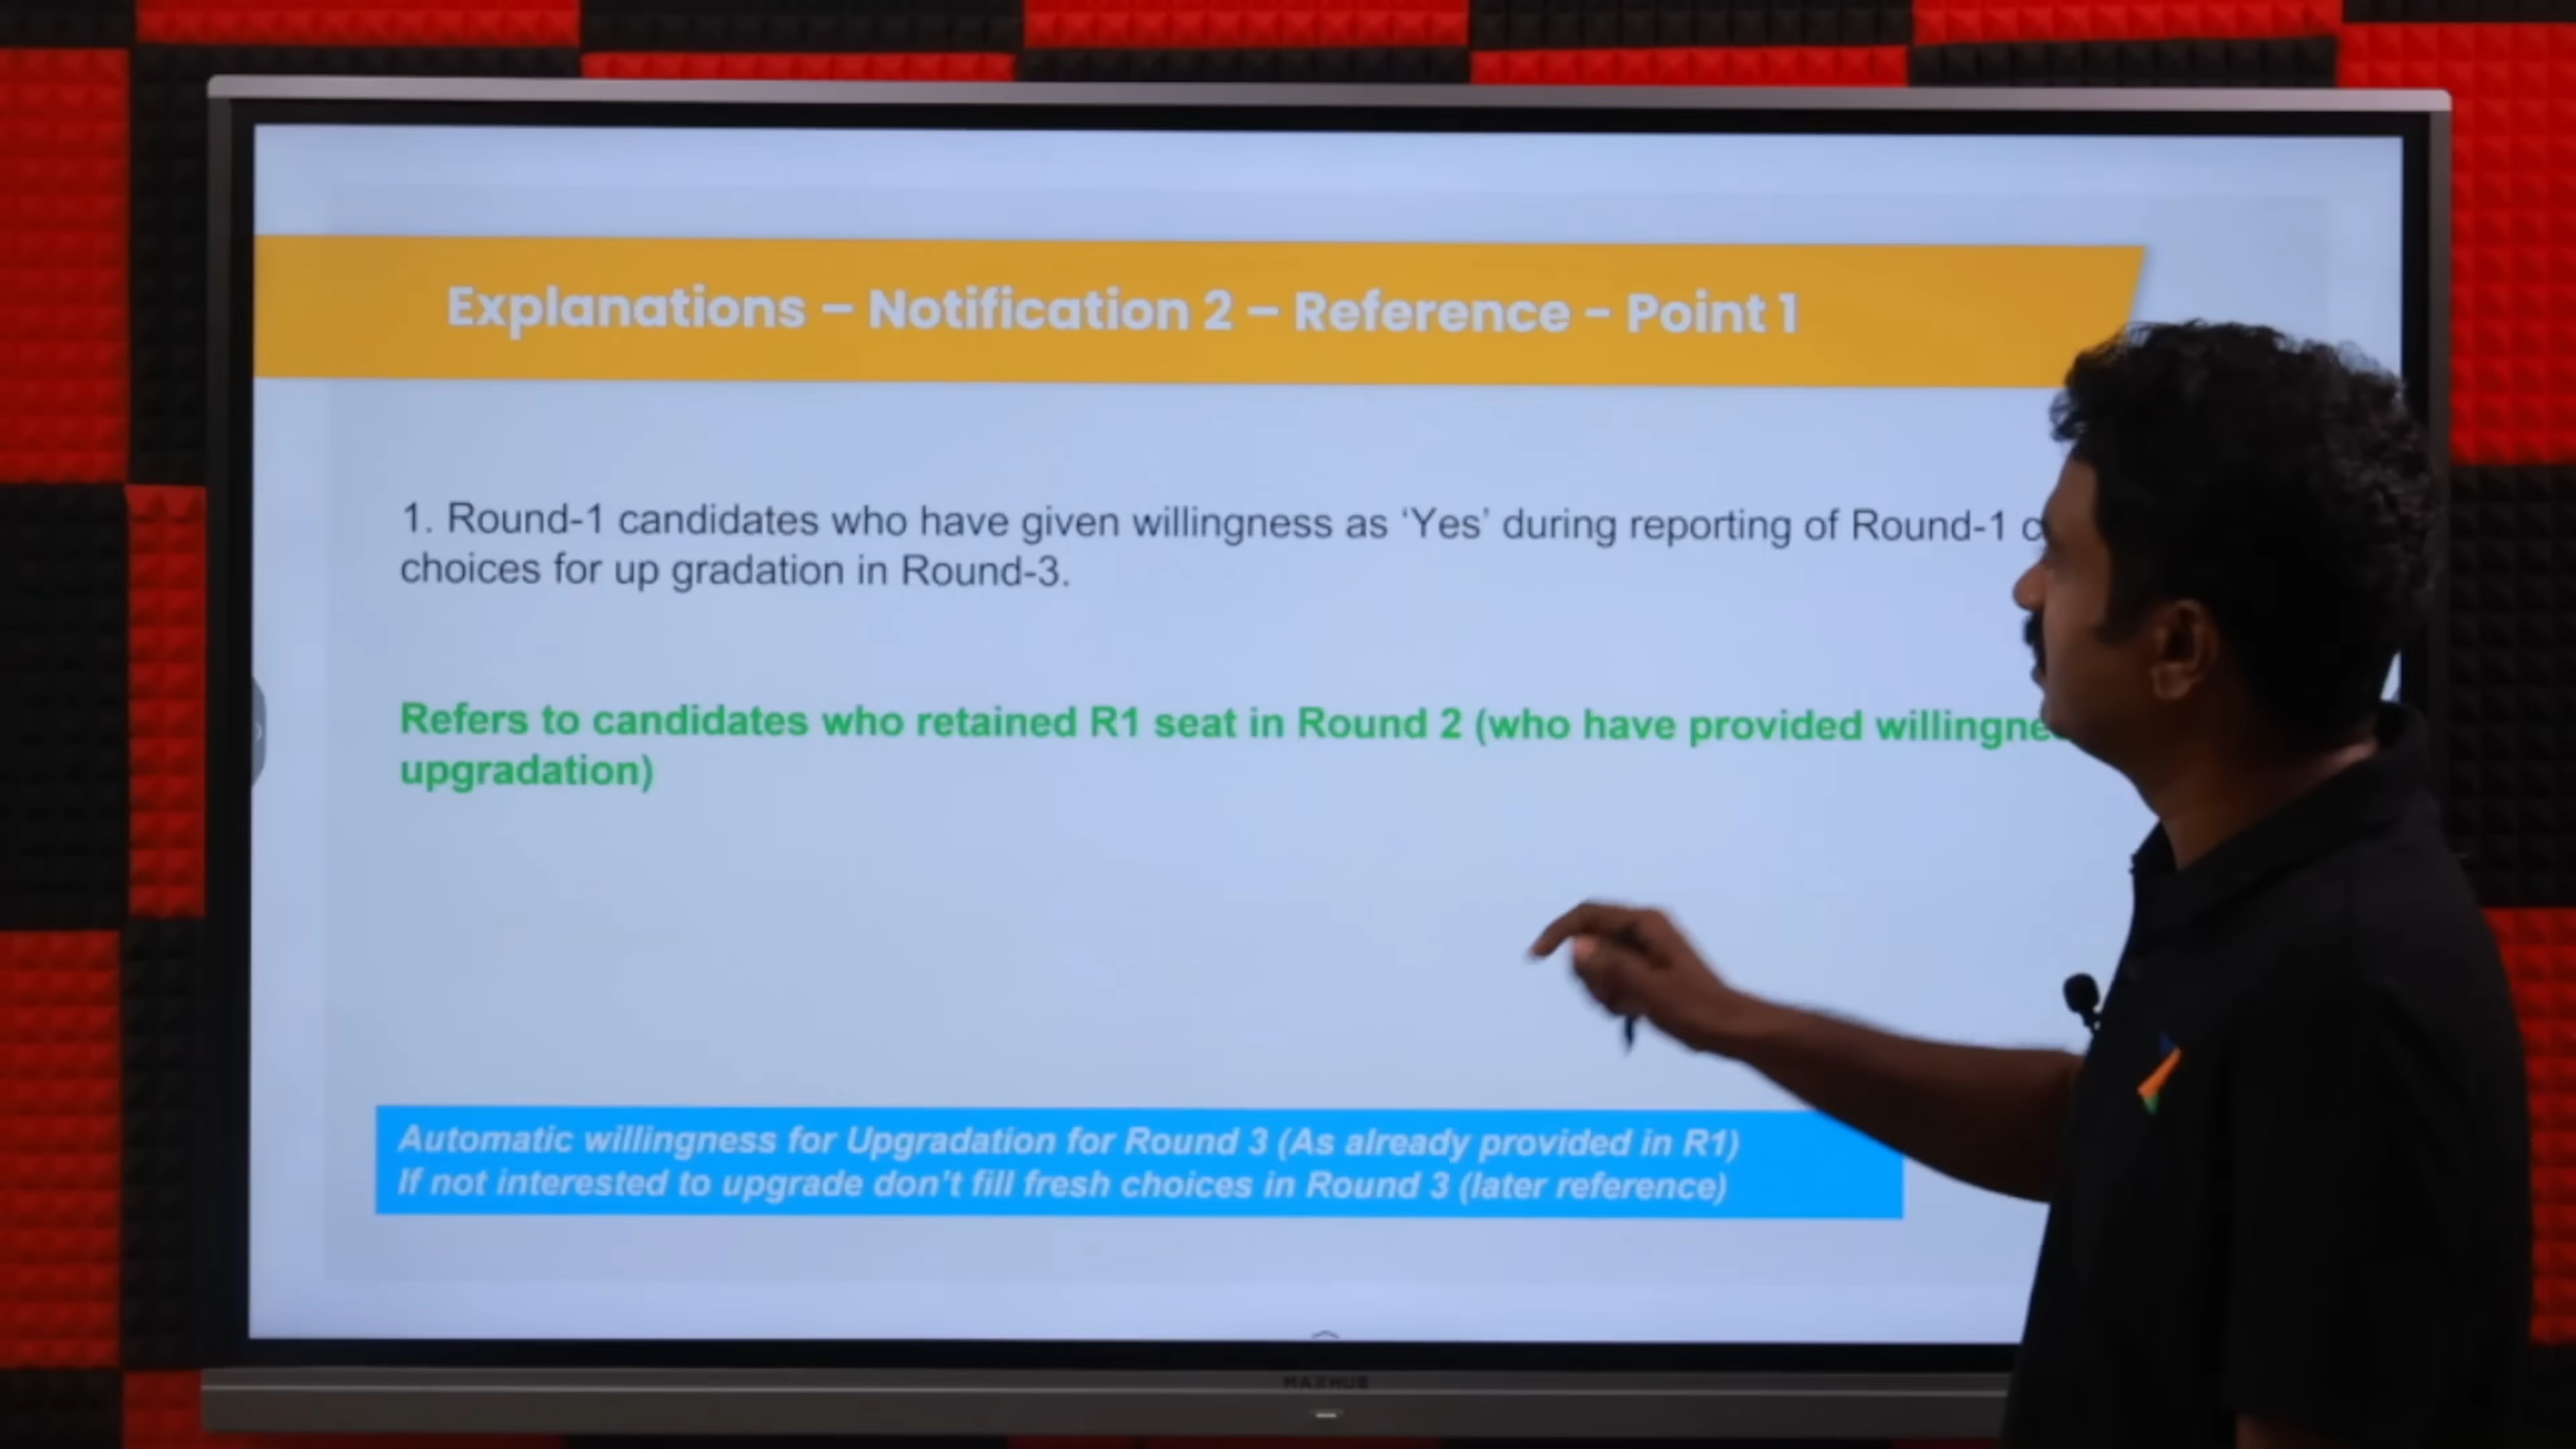 Explanations – Notification 2 – Reference - Point 1
1. Round-1 candidates who have given willingness as ‘Yes’ during reporting of Round-1
choices for up gradation in Round-3.
Refers to candidates who retained R1 seat in Round 2 (who have provided
upgradation)
Automatic willingness for Upgradation for Round 3 (As already provided in R1)
If not interested to upgrade don't fill fresh choices in Round 3 (later reference)
MAXHUB